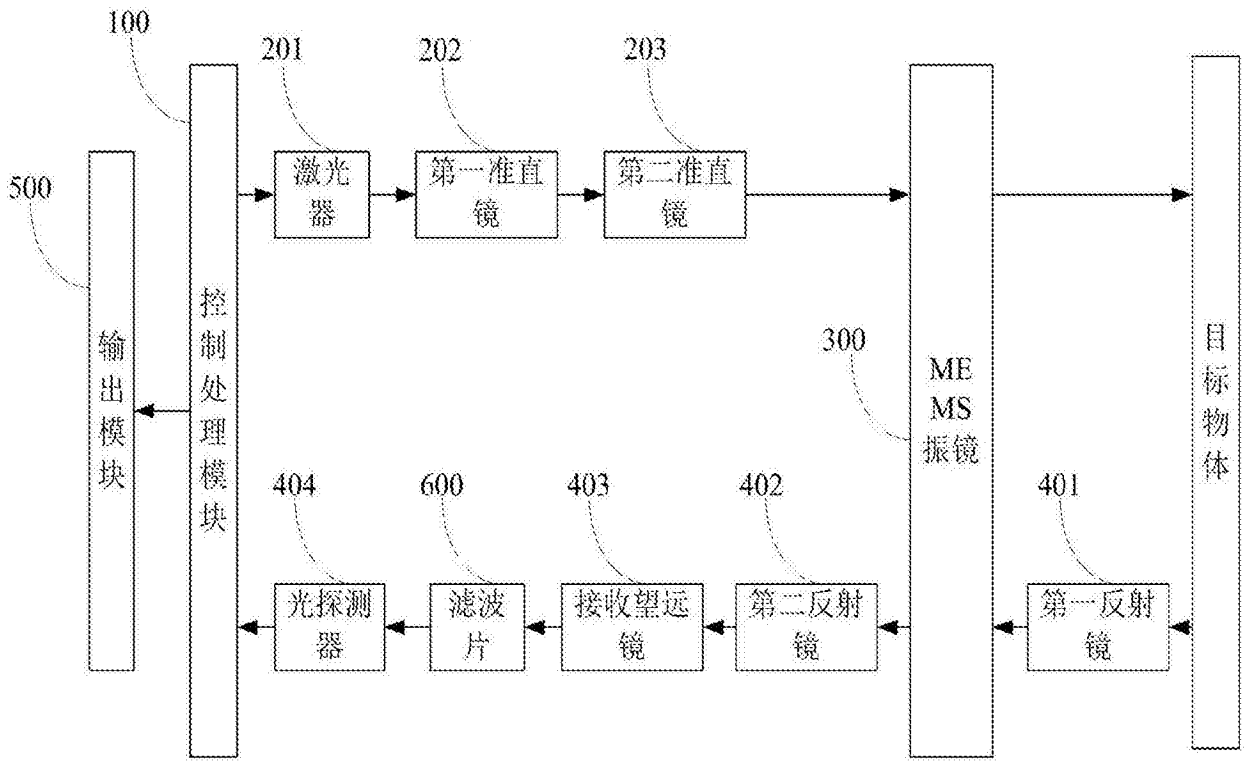 100
201
202
203
激光
器
第一准直
镜
第二准直
镜
500
输出模块
控制处理模块
300
ME
MS
振镜
目标物体
404
600
403
402
401
光探测
器
滤波
片
接收望远
镜
第二反射
镜
第一反射
镜